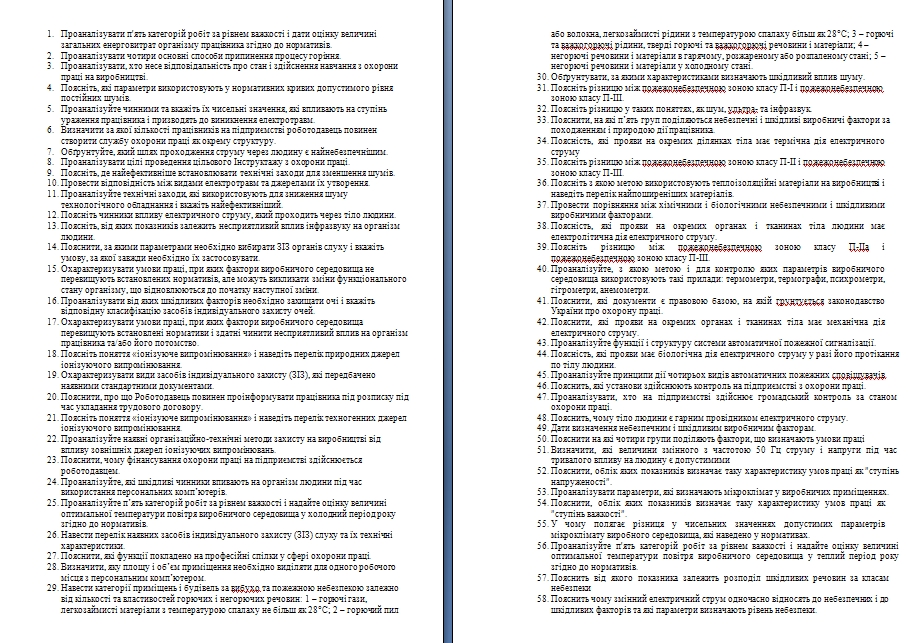 1. Проаналізувати п'ять категорій робіт за рівнем важкості і дати оцінку величині
загальних енерговитрат організму працівника згідно до нормативів.
2. Проаналізувати чотири основні способи припинення процесу горіння.
3. Проаналізувати, хто несе відповідальність про стан і здійснення навчання з охорони
праці на виробництві.
4. Поясніть, які параметри використовують у нормативних кривих допустимого рівня
постійних шумів.
5. Проаналізуйте чинники та вкажіть їх чисельні значення, які впливають на ступінь
ураження працівника і призводять до виникнення електротравм.
6. Визначити за якої кількості працівників на підприємстві роботодавець повинен
створити службу охорони праці як окрему структуру.
7. Обґрунтуйте, який шлях проходження струму через людину є найнебезпечнішим.
8. Проаналізувати цілі проведення цільового Інструктажу з охорони праці.
9. Поясніть, де найефективніше встановлювати технічні заходи для зменшення шумів.
10. Провести відповідність між видами електротравм та джерелами їх утворення.
11. Проаналізуйте технічні заходи, які використовують для зниження шуму
технологічного обладнання і вкажіть найефективніший.
12. Поясніть чинники впливу електричного струму, який проходить через тіло людини.
13. Поясніть, від яких показників залежить несприятливий вплив інфразвуку на організм
людини.
14. Поясніть, за якими параметрами необхідно вибирати ЗІЗ органів слуху і вкажіть
умову, за якої завжди необхідно їх застосовувати.
15. Охарактеризувати умови праці, при яких фактори виробничого середовища не
перевищують встановлених нормативів, але можуть викликати зміни функціонального
стану організму, що відновлюються до початку наступної зміни.
16. Проаналізувати від яких шкідливих факторів необхідно захищати очі і вкажіть
відповідну класифікацію засобів індивідуального захисту очей.
17. Охарактеризувати умови праці, при яких фактори виробничого середовища
перевищують встановлені нормативи і здатні чинити несприятливий вплив на організм
працівника та/або його потомство.
18. Поясніть поняття «іонізуюче випромінювання» і наведіть перелік природних джерел
іонізуючого випромінювання.
19. Охарактеризувати види засобів індивідуального захисту (ЗІЗ), які передбачено
наявними стандартними документами.
20. Пояснити, про що Роботодавець повинен проінформувати працівника під розписку під
час укладання трудового договору.
21. Поясніть поняття «іонізуюче випромінювання» і наведіть перелік техногенних джерел
іонізуючого випромінювання.
22. Проаналізуйте наявні організаційно-технічні методи захисту на виробництві від
впливу зовнішніх джерел іонізуючих випромінювань.
23. Пояснити, чому фінансування охорони праці на підприємстві здійснюється
роботодавцем.
24. Проаналізуйте, які шкідливі чинники впливають на організм людини під час
використання персональних комп’ютерів.
25. Проаналізуйте п’ять категорій робіт за рівнем важкості і надайте оцінку величині
оптимальної температури повітря виробничого середовища у холодний період року
згідно до нормативів.
26. Навести перелік наявних засобів індивідуального захисту (ЗІЗ) слуху та їх технічні
характеристики.
27. Пояснити, які функції покладено на професійні спілки у сфері охорони праці.
28. Визначити, яку площу і об’єм приміщення необхідно виділяти для одного робочого
місця з персональним комп’ютером.
29. Навести категорії приміщень і будівель за вибухо та пожежною небезпекою залежно
від кількості та властивостей горючих і негорючих речовин: 1 – горючі гази,
легкозаймисті матеріали з температурою спалаху не більш як 28°С; 2 – горючий пил
або волокна, легкозаймисті рідини з температурою спалаху більш як 28°С; 3 – горючі
та важкогорючі рідини, тверді горючі та важкогорючі речовини і матеріали; 4 –
негорючі речовини і матеріали в гарячому, розжареному або розпаленому стані; 5 –
негорючі речовини і матеріали у холодному стані.
30. Обґрунтувати, за якими характеристиками визначають шкідливий вплив шуму.
31. Поясніть різницю між пожежонебезпечною зоною класу П-І і пожежонебезпечною
зоною класу П-ІІІ.
32. Поясніть різницю у таких поняттях, як шум, ультра- та інфразвук.
33. Пояснити, на які п’ять груп поділяються небезпечні і шкідливі виробничі фактори за
походженням і природою дії працівника.
34. Поясність, які прояви на окремих ділянках тіла має термічна дія електричного
струму
35. Поясніть різницю між пожежонебезпечною зоною класу П-ІІ і пожежонебезпечною
зоною класу П-ІІІ.
36. Поясніть з якою метою використовують теплоізоляційні матеріали на виробництві і
наведіть перелік найпоширеніших матеріалів.
37. Провести порівняння між хімічними і біологічними небезпечними і шкідливими
виробничими факторами.
38. Поясність, які прояви на окремих органах і тканинах людини має
електролітична дія електричного струму.
39. Поясніть різницю між пожежонебезпечною зоною класу П-ІІа і
пожежонебезпечною зоною класу П-ІІІ.
40. Проаналізуйте, з якою метою і для контролю яких параметрів виробничого
середовища використовують такі прилади: термометри, термографи, психрометри,
гігрометри, анемометри.
41. Пояснити, які документи є правовою базою, на якій ґрунтується законодавство
України про охорону праці.
42. Пояснити, які прояви на окремих органах і тканинах тіла має механічна дія
електричного струму.
43. Проаналізуйте функції і структуру системи автоматичної пожежної сигналізації.
44. Поясність, які прояви має біологічна дія електричного струму у разі його протікання
по тілу людини.
45. Проаналізуйте принципи дії чотирьох видів автоматичних пожежних сповіщувачів.
46. Пояснить, які установи здійснюють контроль на підприємстві з охорони праці.
47. Проаналізувати, хто на підприємстві здійснює громадський контроль за станом
охорони праці.
48. Пояснить, чому тіло людини є гарним провідником електричного струму.
49. Дати визначення небезпечним і шкідливим виробничим факторам.
50. Пояснити на які чотири групи поділяють фактори, що визначають умови праці
51. Визначити, які величини змінного з частотою 50 Гц струму і напруги під час
тривалого впливу на людину є допустимими
52. Пояснит, облік яких показників визначає таку характеристику умов праці як "ступінь
напруженості".
53. Проаналізувати параметри, які визначають мікроклімат у виробничих приміщеннях.
54. Пояснити, облік яких показників визначає таку характеристику умов праці як
"ступінь важкості".
55. У чому полягає різниця у чисельних значеннях допустимих параметрів
мікроклімату виробного середовища, які наведено у нормативах.
56. Проаналізуйте п'ять категорій робіт за рівнем важкості і надайте оцінку величині
оптимальної температури повітря виробничого середовища у теплий період року
згідно до нормативів.
57. Пояснить від якого показника залежить розподіл шкідливих речовин за класам
небезпеки
58. Пояснить чому змінний електричний струм одночасно відносять до небезпечних і до
шкідливих факторів та які параметри визначають рівень небезпеки.